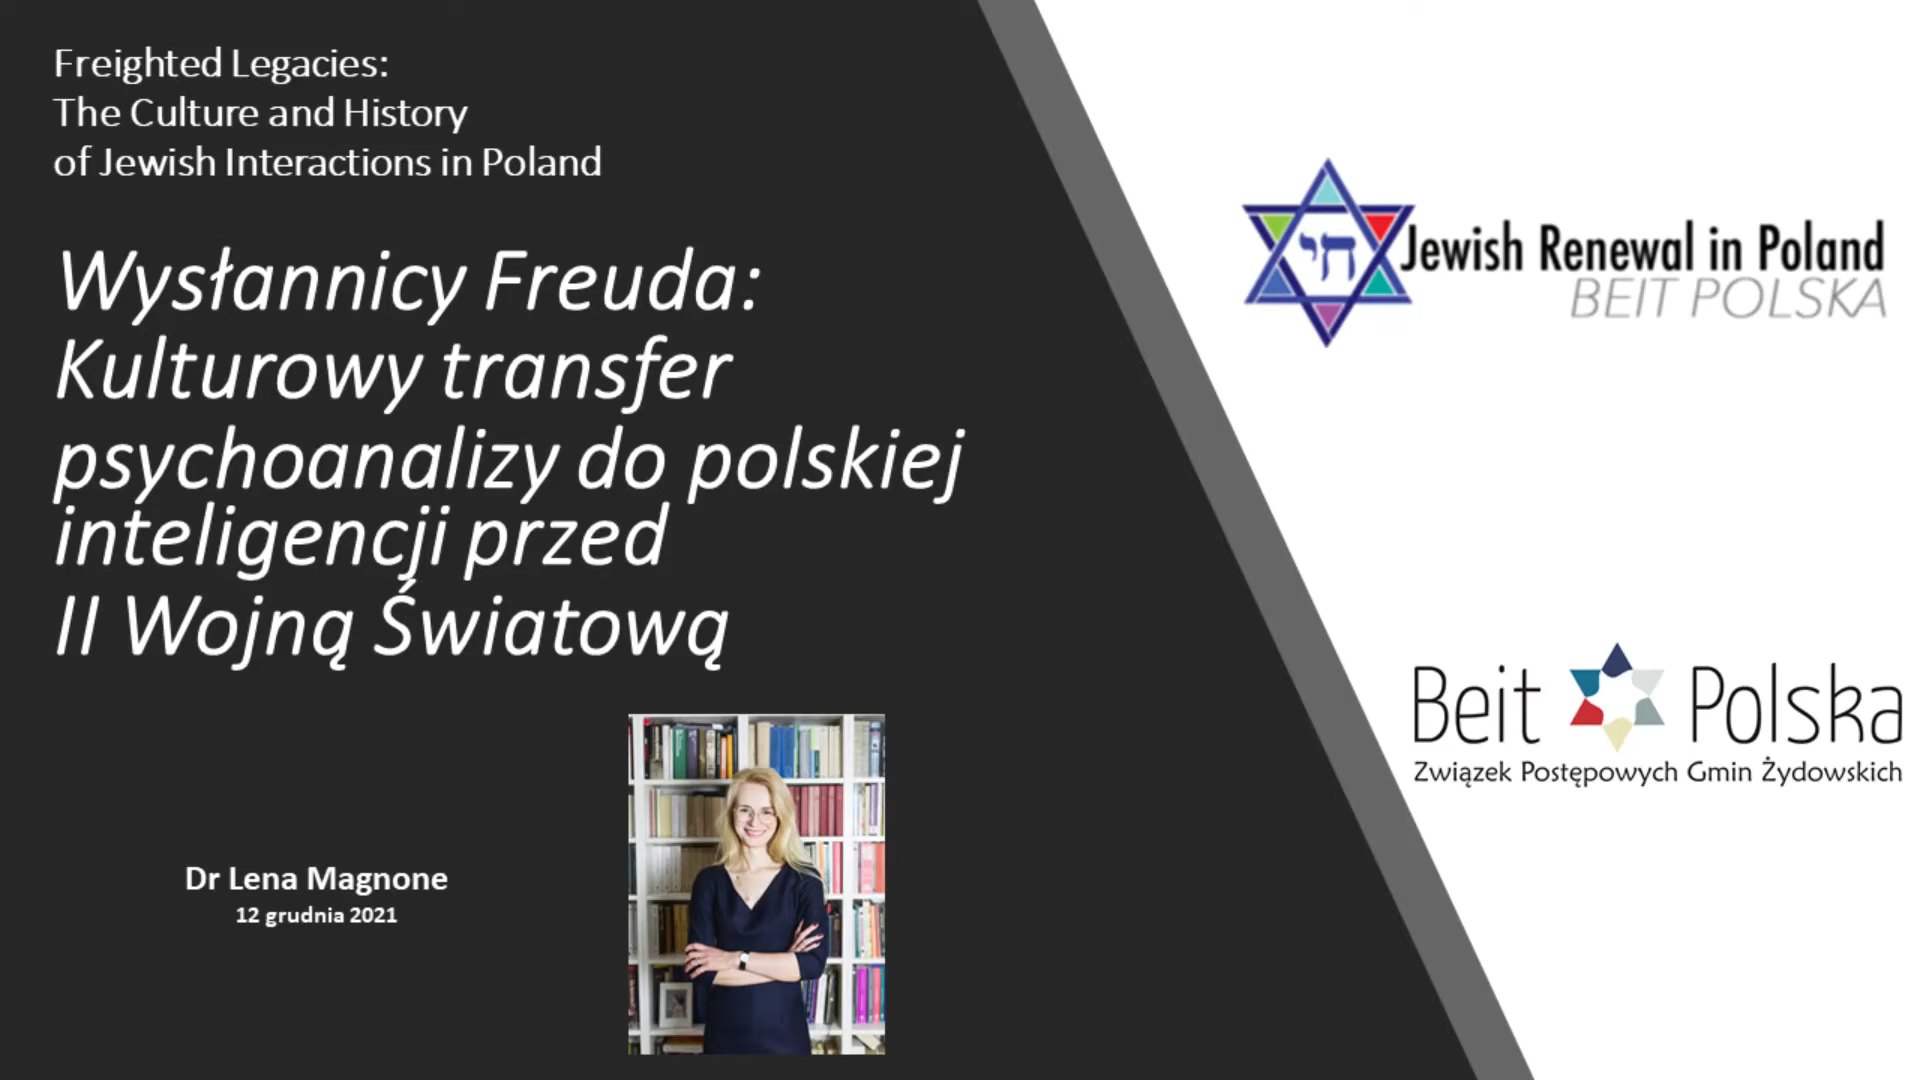 Freighted Legacies:
The Culture and History
of Jewish Interactions in Poland
Wysłannicy Freuda:
Kulturowy transfer
psychoanalizy do polskiej
inteligencji przed
II Wojną Światową
Dr Lena Magnone
12 grudnia 2021
חי
Jewish Renewal in Poland
BEIT POLSKA
Beit Polska
Związek Postępowych Gmin Żydowskich